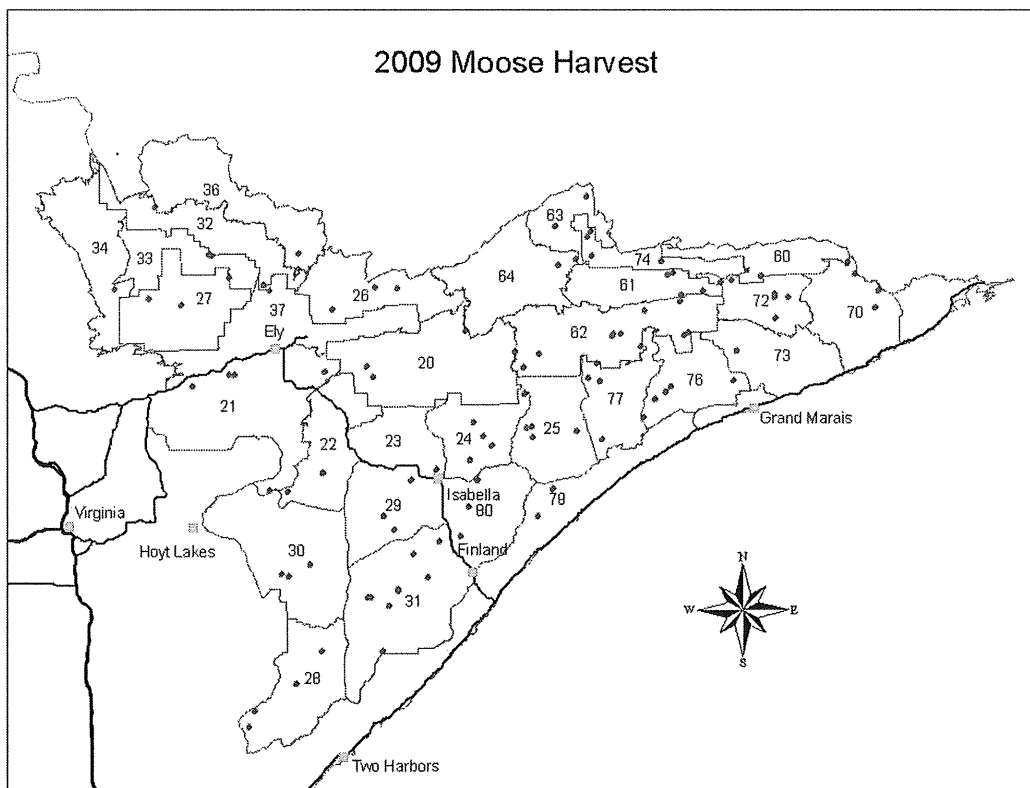 2009 Moose Harvest
36
63
34
32
74
60
33
64
61
27
26
72
70
37
62
Ely
20
73
76
21
77
Grand Marais
22
23
24
25
Isabella
29
80
79
Virginia
Hoyt Lakes
Finland
30
N
31
W
E
S
28
Two Harbors